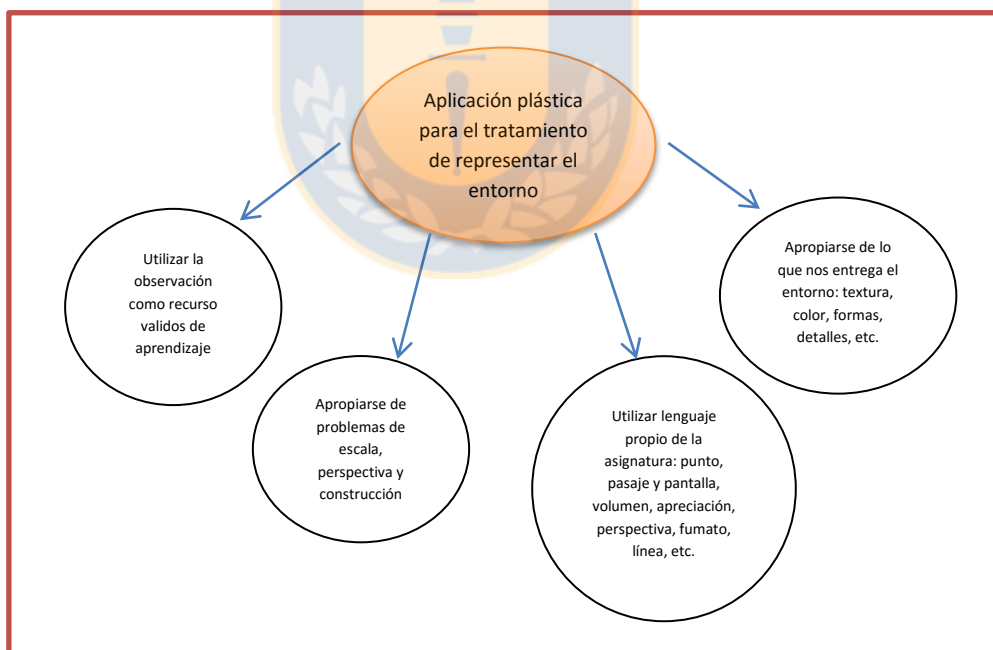 Aplicación plástica
para el tratamiento
de representar el
entorno
Utilizar la
observación
como recurso
validos de
aprendizaje
Apropiarse de
problemas de
escala,
perspectiva y
construcción
Utilizar lenguaje
propio de la
asignatura: punto,
pasaje y pantalla,
volumen, apreciación,
perspectiva, fumato,
línea, etc.
Apropiarse de lo
que nos entrega el
entorno: textura,
color, formas,
detalles, etc.